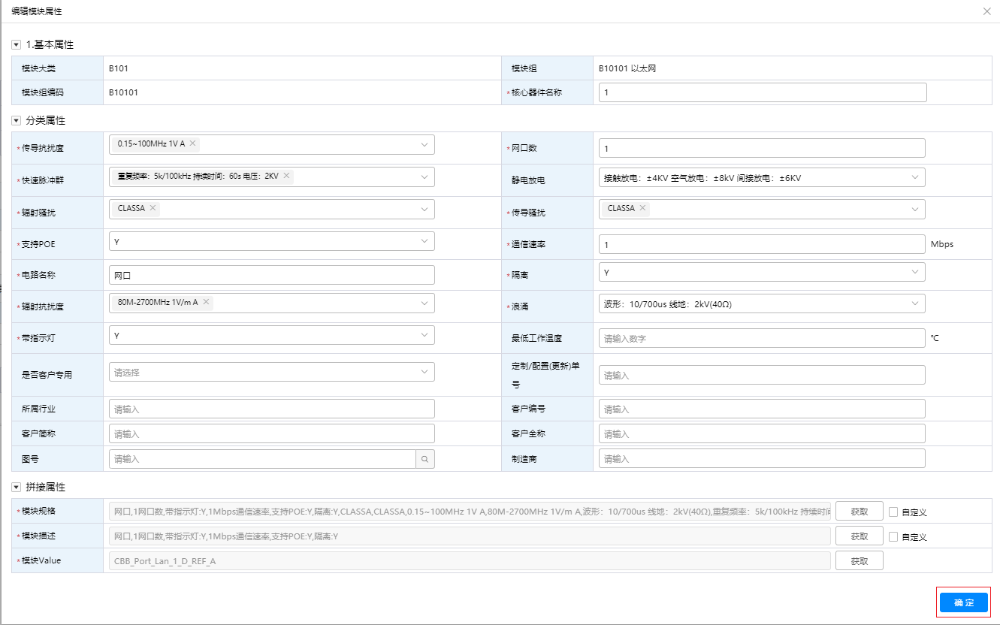 编辑模块属性
1.基本属性
模块大类 B101 模块组 B10101 以太网
模块组编码 B10101 *核心器件名称 1
分类属性
*传导抗扰度 0.15~100MHz 1V A *网口数 1
*快速脉冲群 重复频率：5k/100kHz 持续时间：60s 电压：2KV 静电放电 接触放电：±4KV 空气放电：±8kV 间接放电：±6KV
*辐射骚扰 CLASSA *传导骚扰 CLASSA
*支持POE Y *通信速率 1 Mbps
*电路名称 网口 *隔离 Y
*辐射抗扰度 80M-2700MHz 1V/m A *浪涌 波形：10/700us 线地：2kV(40Ω)
*带指示灯 Y 最低工作温度 请输入数字 ℃
是否客户专用 请选择 定制/配置(更新)单
号 请输入
所属行业 请输入 客户编号 请输入
客户简称 请输入 客户全称 请输入
图号 请输入 制造商 请输入
拼接属性
*模块规格 网口,1网口数,带指示灯:Y,1Mbps通信速率,支持POE:Y,隔离:Y,CLASSA,CLASSA,0.15~100MHz 1V A,80M-2700MHz 1V/m A,波形：10/700us 线地：2kV(40Ω),重复频率：5k/100kHz 持续时 获取 自定义
*模块描述 网口,1网口数,带指示灯:Y,1Mbps通信速率,支持POE:Y,隔离:Y 获取 自定义
*模块Value CBB_Port_Lan_1_D_REF_A 获取
确 定